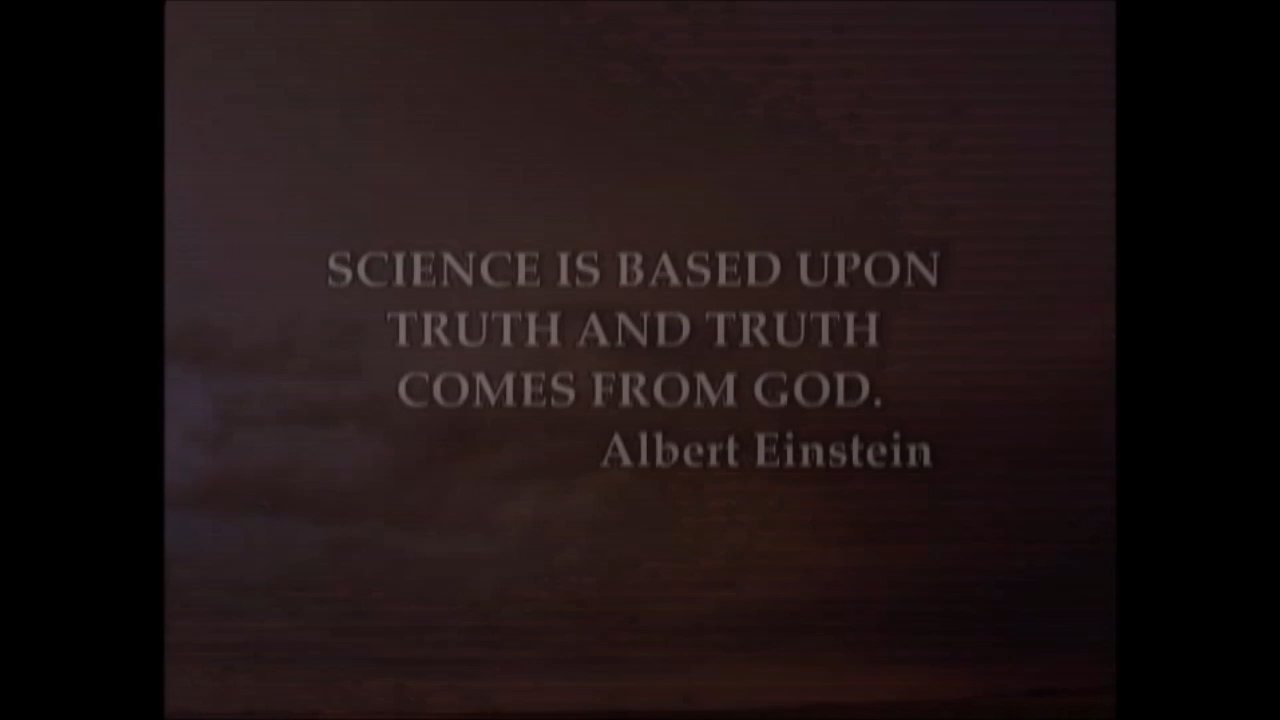 SCIENCE IS BASED UPON
TRUTH AND TRUTH
COMES FROM GOD.
Albert Einstein